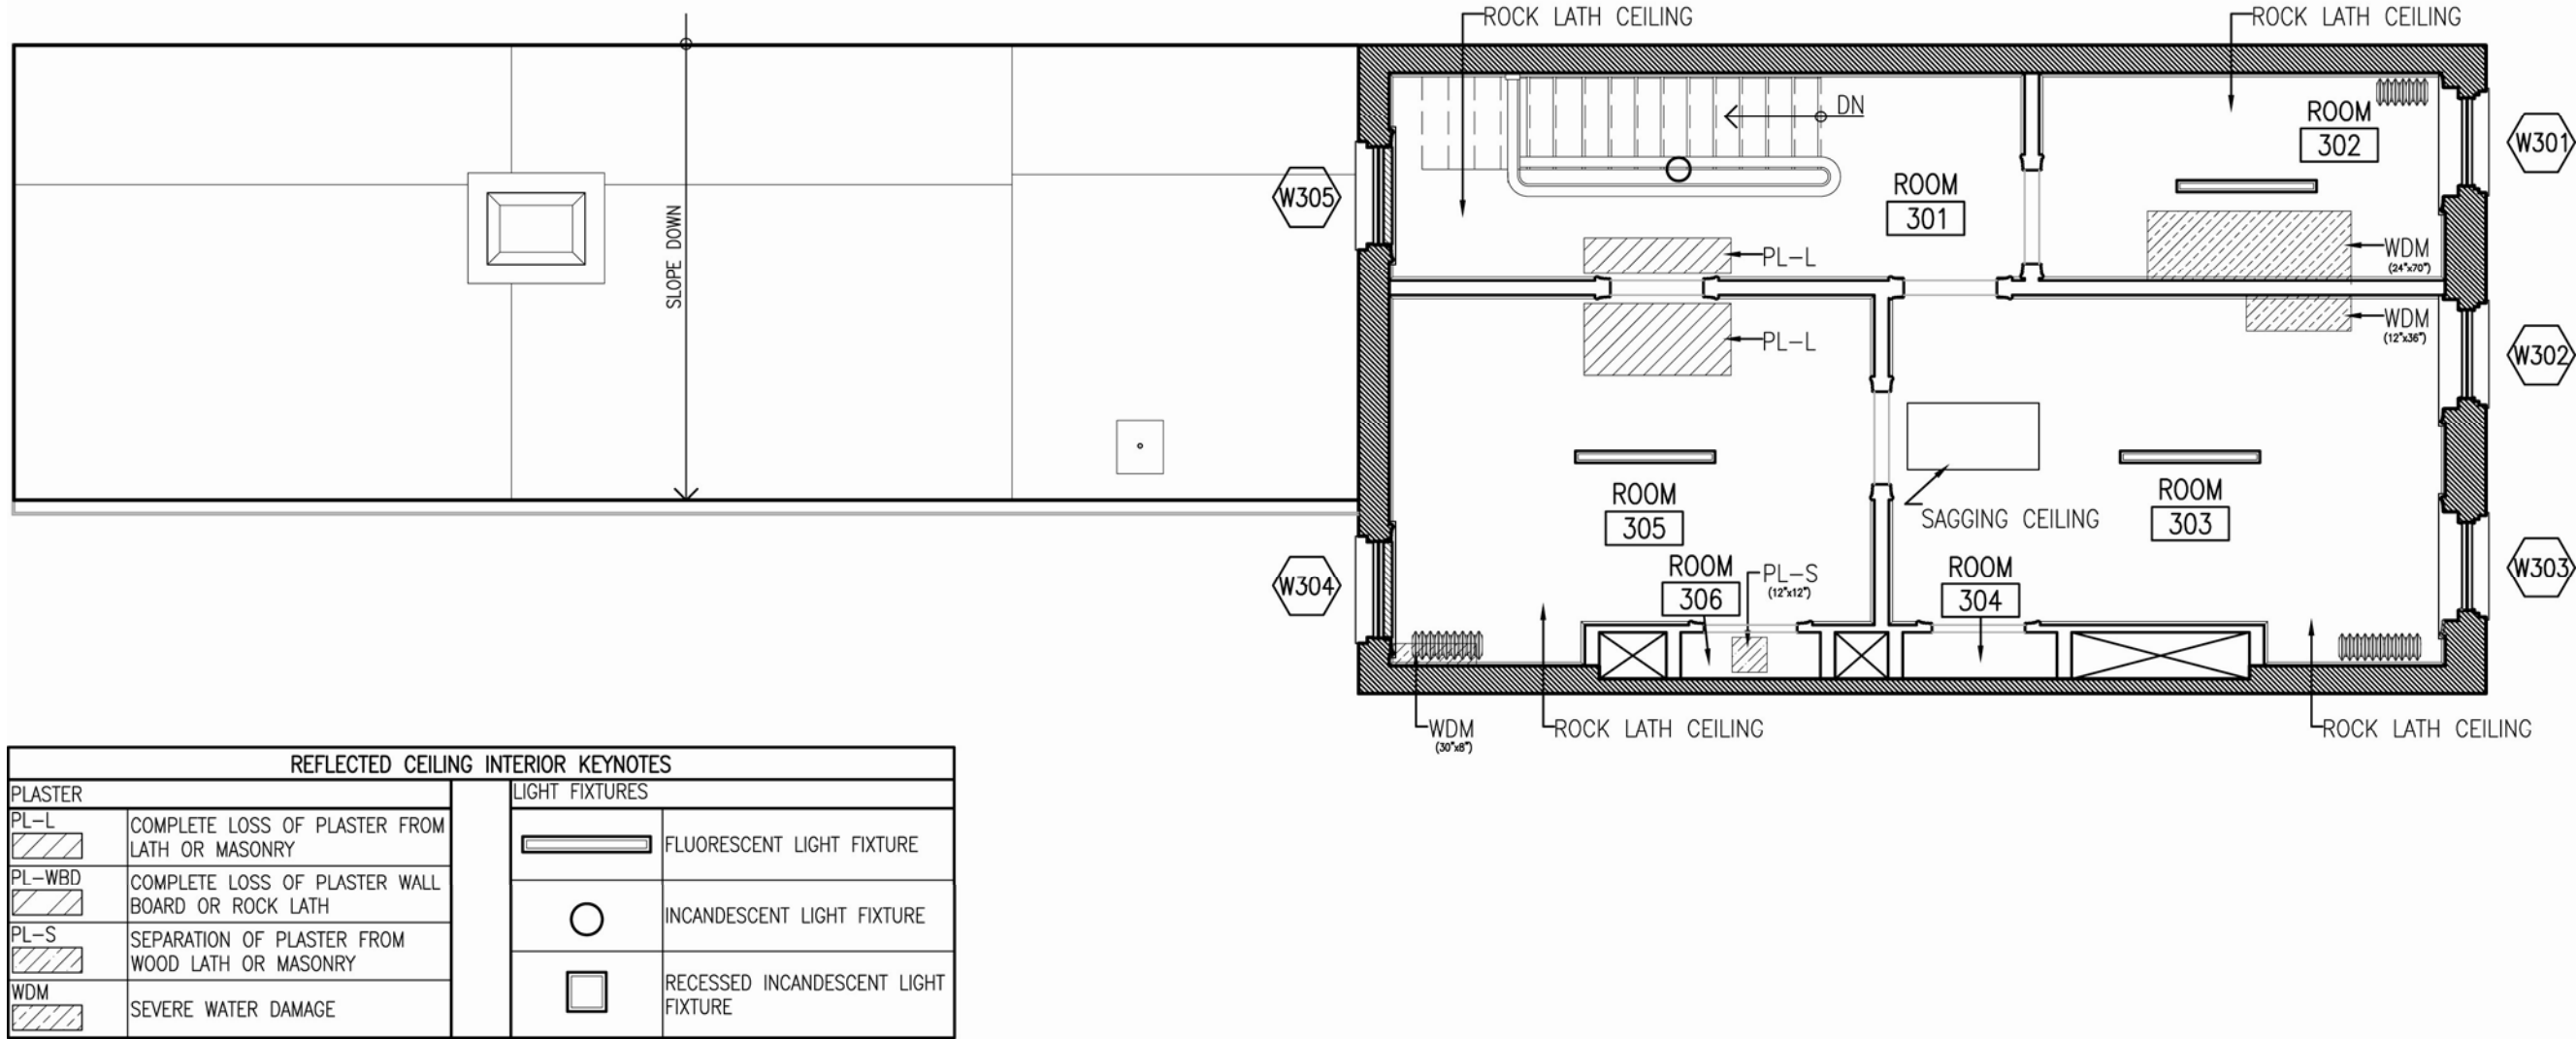 ROCK LATH CEILING
ROCK LATH CEILING
DN
ROOM
302
W301
W305
ROOM
301
SLOPE DOWN
PL-L
WDM
(24"x70")
WDM
(12"x36")
PL-L
W302
ROOM
305
SAGGING CEILING
ROOM
303
W304
ROOM
306
PL-S
(12"x12")
ROOM
304
W303
WDM
(30"x8")
ROCK LATH CEILING
ROCK LATH CEILING
REFLECTED CEILING INTERIOR KEYNOTES
PLASTER
LIGHT FIXTURES
PL-L
COMPLETE LOSS OF PLASTER FROM
LATH OR MASONRY
FLUORESCENT LIGHT FIXTURE
PL-WBD
COMPLETE LOSS OF PLASTER WALL
BOARD OR ROCK LATH
INCANDESCENT LIGHT FIXTURE
PL-S
SEPARATION OF PLASTER FROM
WOOD LATH OR MASONRY
RECESSED INCANDESCENT LIGHT
FIXTURE
WDM
SEVERE WATER DAMAGE